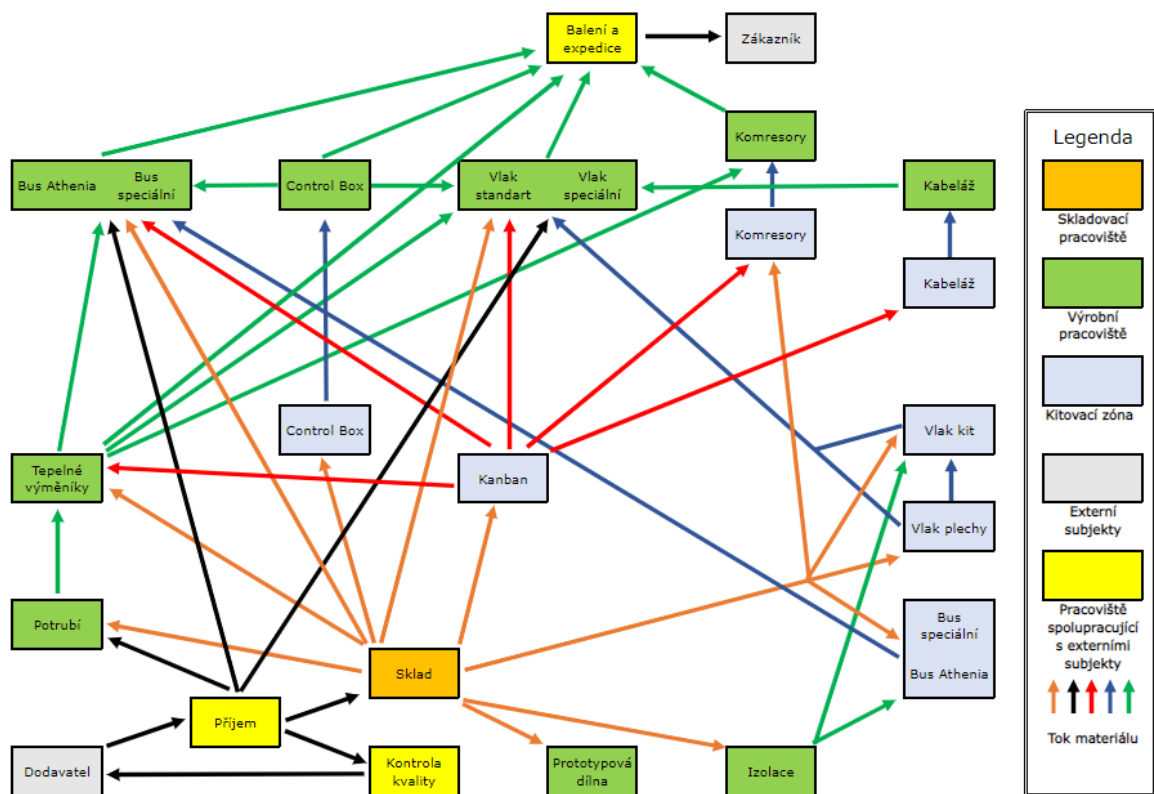 Balení a
expedice
Zákazník
Komresory
Bus Athenia
Bus
speciální
Control Box
Vlak
standart
Vlak
speciální
Kabeláž
Komresory
Kabeláž
Control Box
Vlak kit
Tepelné
výměníky
Kanban
Vlak plechy
Potrubí
Bus
speciální
Bus Athenia
Sklad
Příjem
Dodavatel
Kontrola
kvality
Prototypová
dílna
Izolace
Legenda
Skladovací
pracoviště
Výrobní
pracoviště
Kitovací zóna
Externí
subjekty
Pracoviště
spolupracující
s externími
subjekty
Tok materiálu